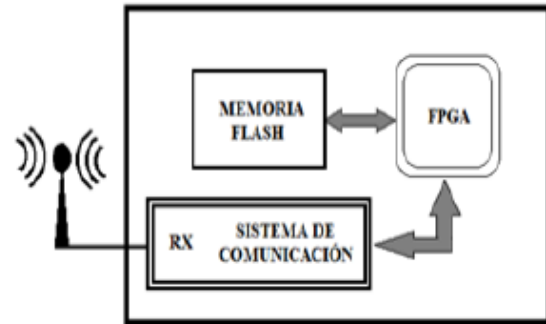 MEMORIA
FLASH
FPGA
RX
SISTEMA DE
COMUNICACIÓN